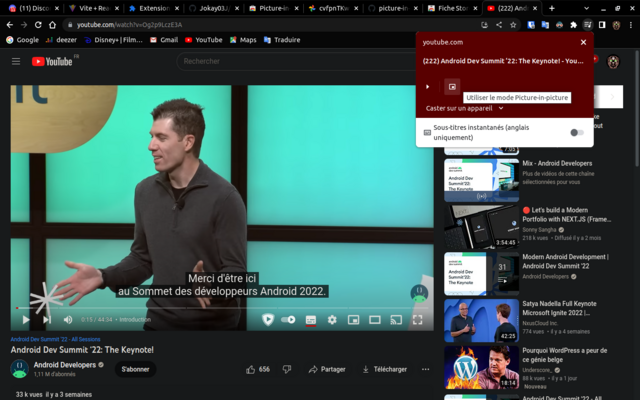 (11) Disco
Vite + Rea
Extension
Jokay03J
Picture-in
cvfpnTKw
picture-in
Fiche Stor
(222) And
youtube.com/watch?v=Og2p9LczE3A
Google
deezer
Disney+ | Film...
Gmail
YouTube
Maps
Traduire
YouTube
FR
Rechercher
youtube.com
(222) Android Dev Summit '22: The Keynote! - You...
Utiliser le mode Picture-in-picture
Caster sur un appareil
Sous-titres instantanés (anglais
uniquement)
Merci d'être ici
au Sommet des développeurs Android 2022.
0:19 / 44:34 • Introduction
Android Dev Summit '22 - All Sessions
Android Dev Summit '22: The Keynote!
Android Developers
1,11 M d'abonnés
S'abonner
656
Partager
Télécharger
33 k vues il y a 3 semaines
7:03
Mix - Android Developers
Plus de vidéos de cette chaîne
sélectionnées pour vous
🔴 Let's build a Modern
Portfolio with NEXT.JS (Frame...
Sonny Sangha
218 k vues • Diffusé il y a 2 mois
3:54:45
Modern Android Development |
Android Dev Summit '22
Android Developers
31
Satya Nadella Full Keynote
Microsoft Ignite 2022 | ...
NexusCloud Inc.
774 vues • il y a 4 semaines
42:25
Pourquoi WordPress a peur de
ce génie belge
Underscore_
88 k vues • il y a 1 jour
Nouveau
18:14
Android Dev Summit '22 - All